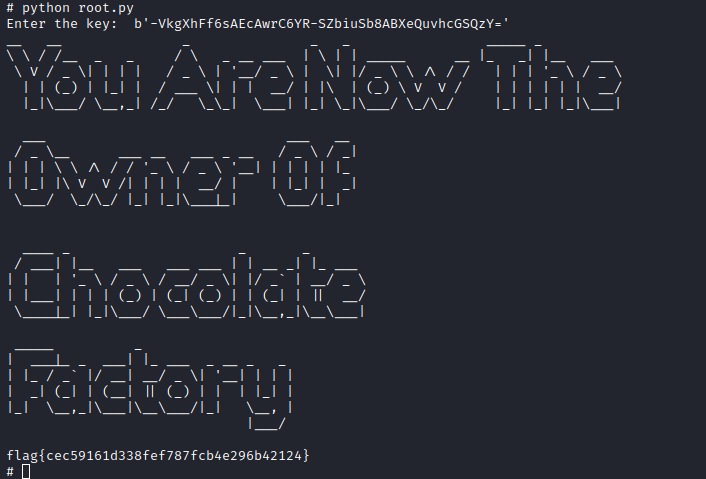 # python root.py
Enter the key:  b'-VkgXhFf6sAEcAwrC6YR-SZbiuSb8ABXeQuvhcGSQzY='
You Are Now The
Owner Of
Chocolate
Factory
flag{cec59161d338fef787fcb4e296b42124}
#